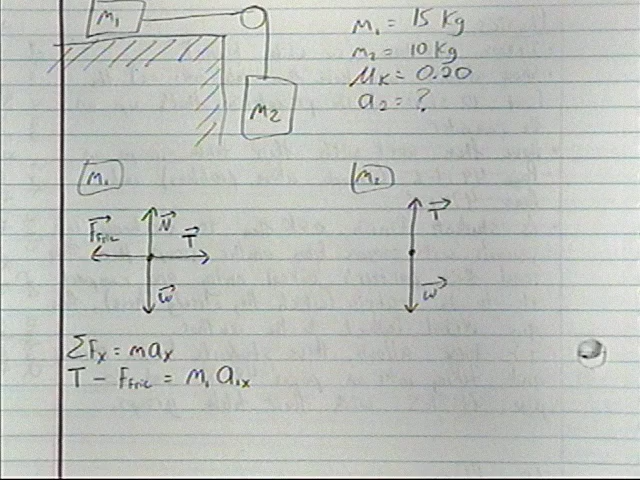 m₁
m₂
m₁ = 15 Kg
m₂ = 10 Kg
μK = 0.20
a₂ = ?
m₁
m₂
F⃗fric
N⃗
T⃗
W⃗
T⃗
W⃗
ΣFx = max
T - Ffric = m₁ a₁x